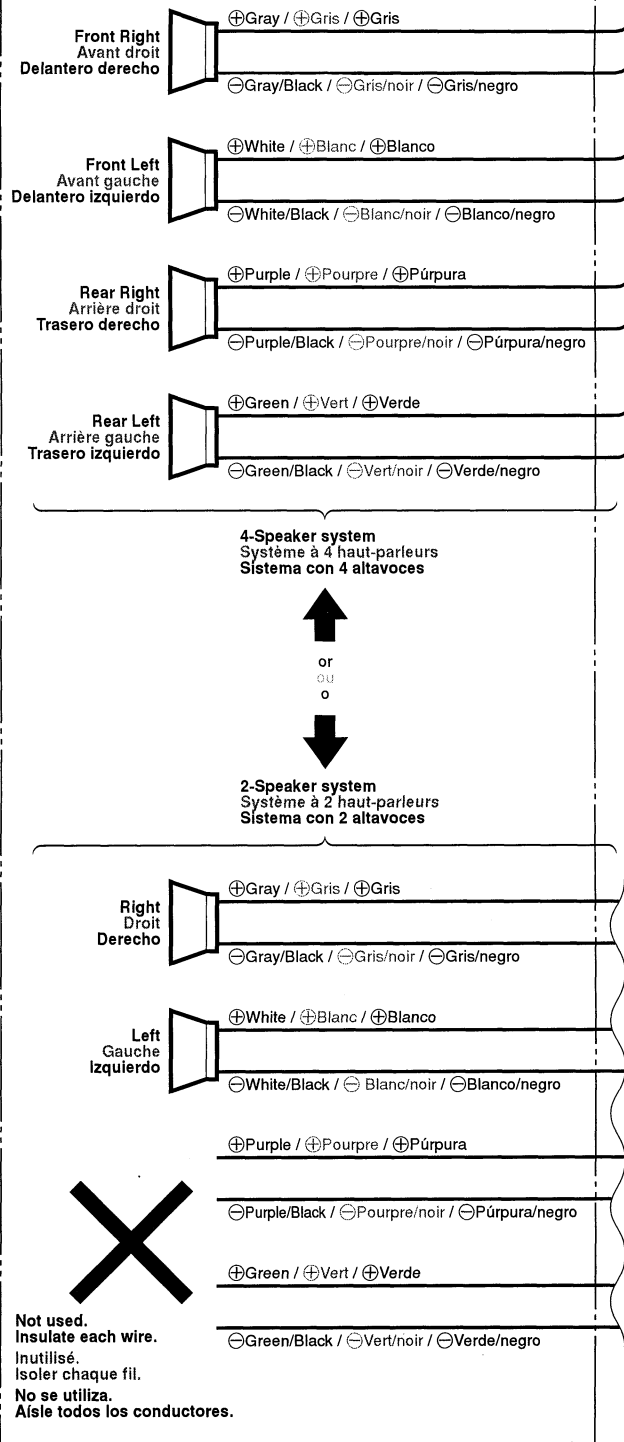 ⊕Gray / ⊕Gris / ⊕Gris
Front Right
Avant droit
Delantero derecho
⊖Gray/Black / ⊖Gris/noir / ⊖Gris/negro
⊕White / ⊕Blanc / ⊕Blanco
Front Left
Avant gauche
Delantero izquierdo
⊖White/Black / ⊖Blanc/noir / ⊖Blanco/negro
⊕Purple / ⊕Pourpre / ⊕Púrpura
Rear Right
Arrière droit
Trasero derecho
⊖Purple/Black / ⊖Pourpre/noir / ⊖Púrpura/negro
⊕Green / ⊕Vert / ⊕Verde
Rear Left
Arrière gauche
Trasero izquierdo
⊖Green/Black / ⊖Vert/noir / ⊖Verde/negro
4-Speaker system
Système à 4 haut-parleurs
Sistema con 4 altavoces
or
ou
o
2-Speaker system
Système à 2 haut-parleurs
Sistema con 2 altavoces
⊕Gray / ⊕Gris / ⊕Gris
Right
Droit
Derecho
⊖Gray/Black / ⊖Gris/noir / ⊖Gris/negro
⊕White / ⊕Blanc / ⊕Blanco
Left
Gauche
Izquierdo
⊖White/Black / ⊖ Blanc/noir / ⊖Blanco/negro
⊕Purple / ⊕Pourpre / ⊕Púrpura
⊖Purple/Black / ⊖Pourpre/noir / ⊖Púrpura/negro
⊕Green / ⊕Vert / ⊕Verde
⊖Green/Black / ⊖Vert/noir / ⊖Verde/negro
Not used.
Insulate each wire.
Inutilisé.
Isoler chaque fil.
No se utiliza.
Aísle todos los conductores.